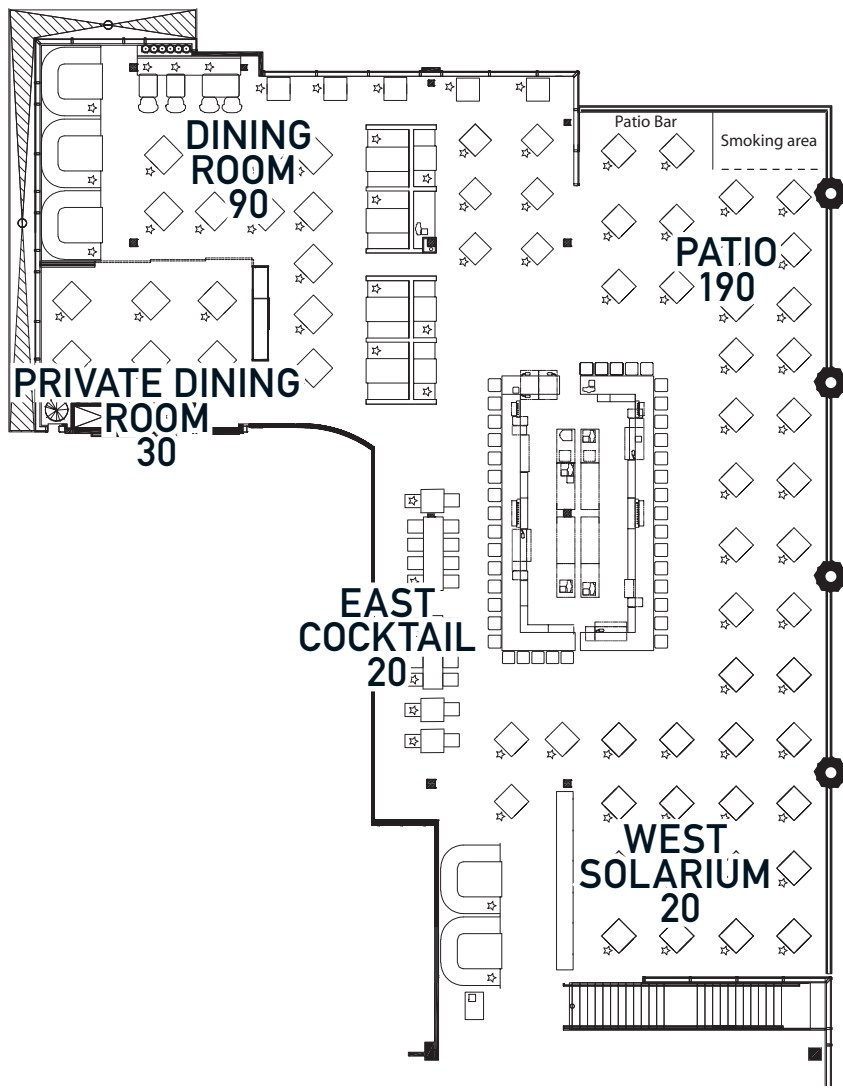 Patio Bar
Smoking area
DINING
ROOM
90
PATIO
190
PRIVATE DINING
ROOM
30
EAST
COCKTAIL
20
WEST
SOLARIUM
20